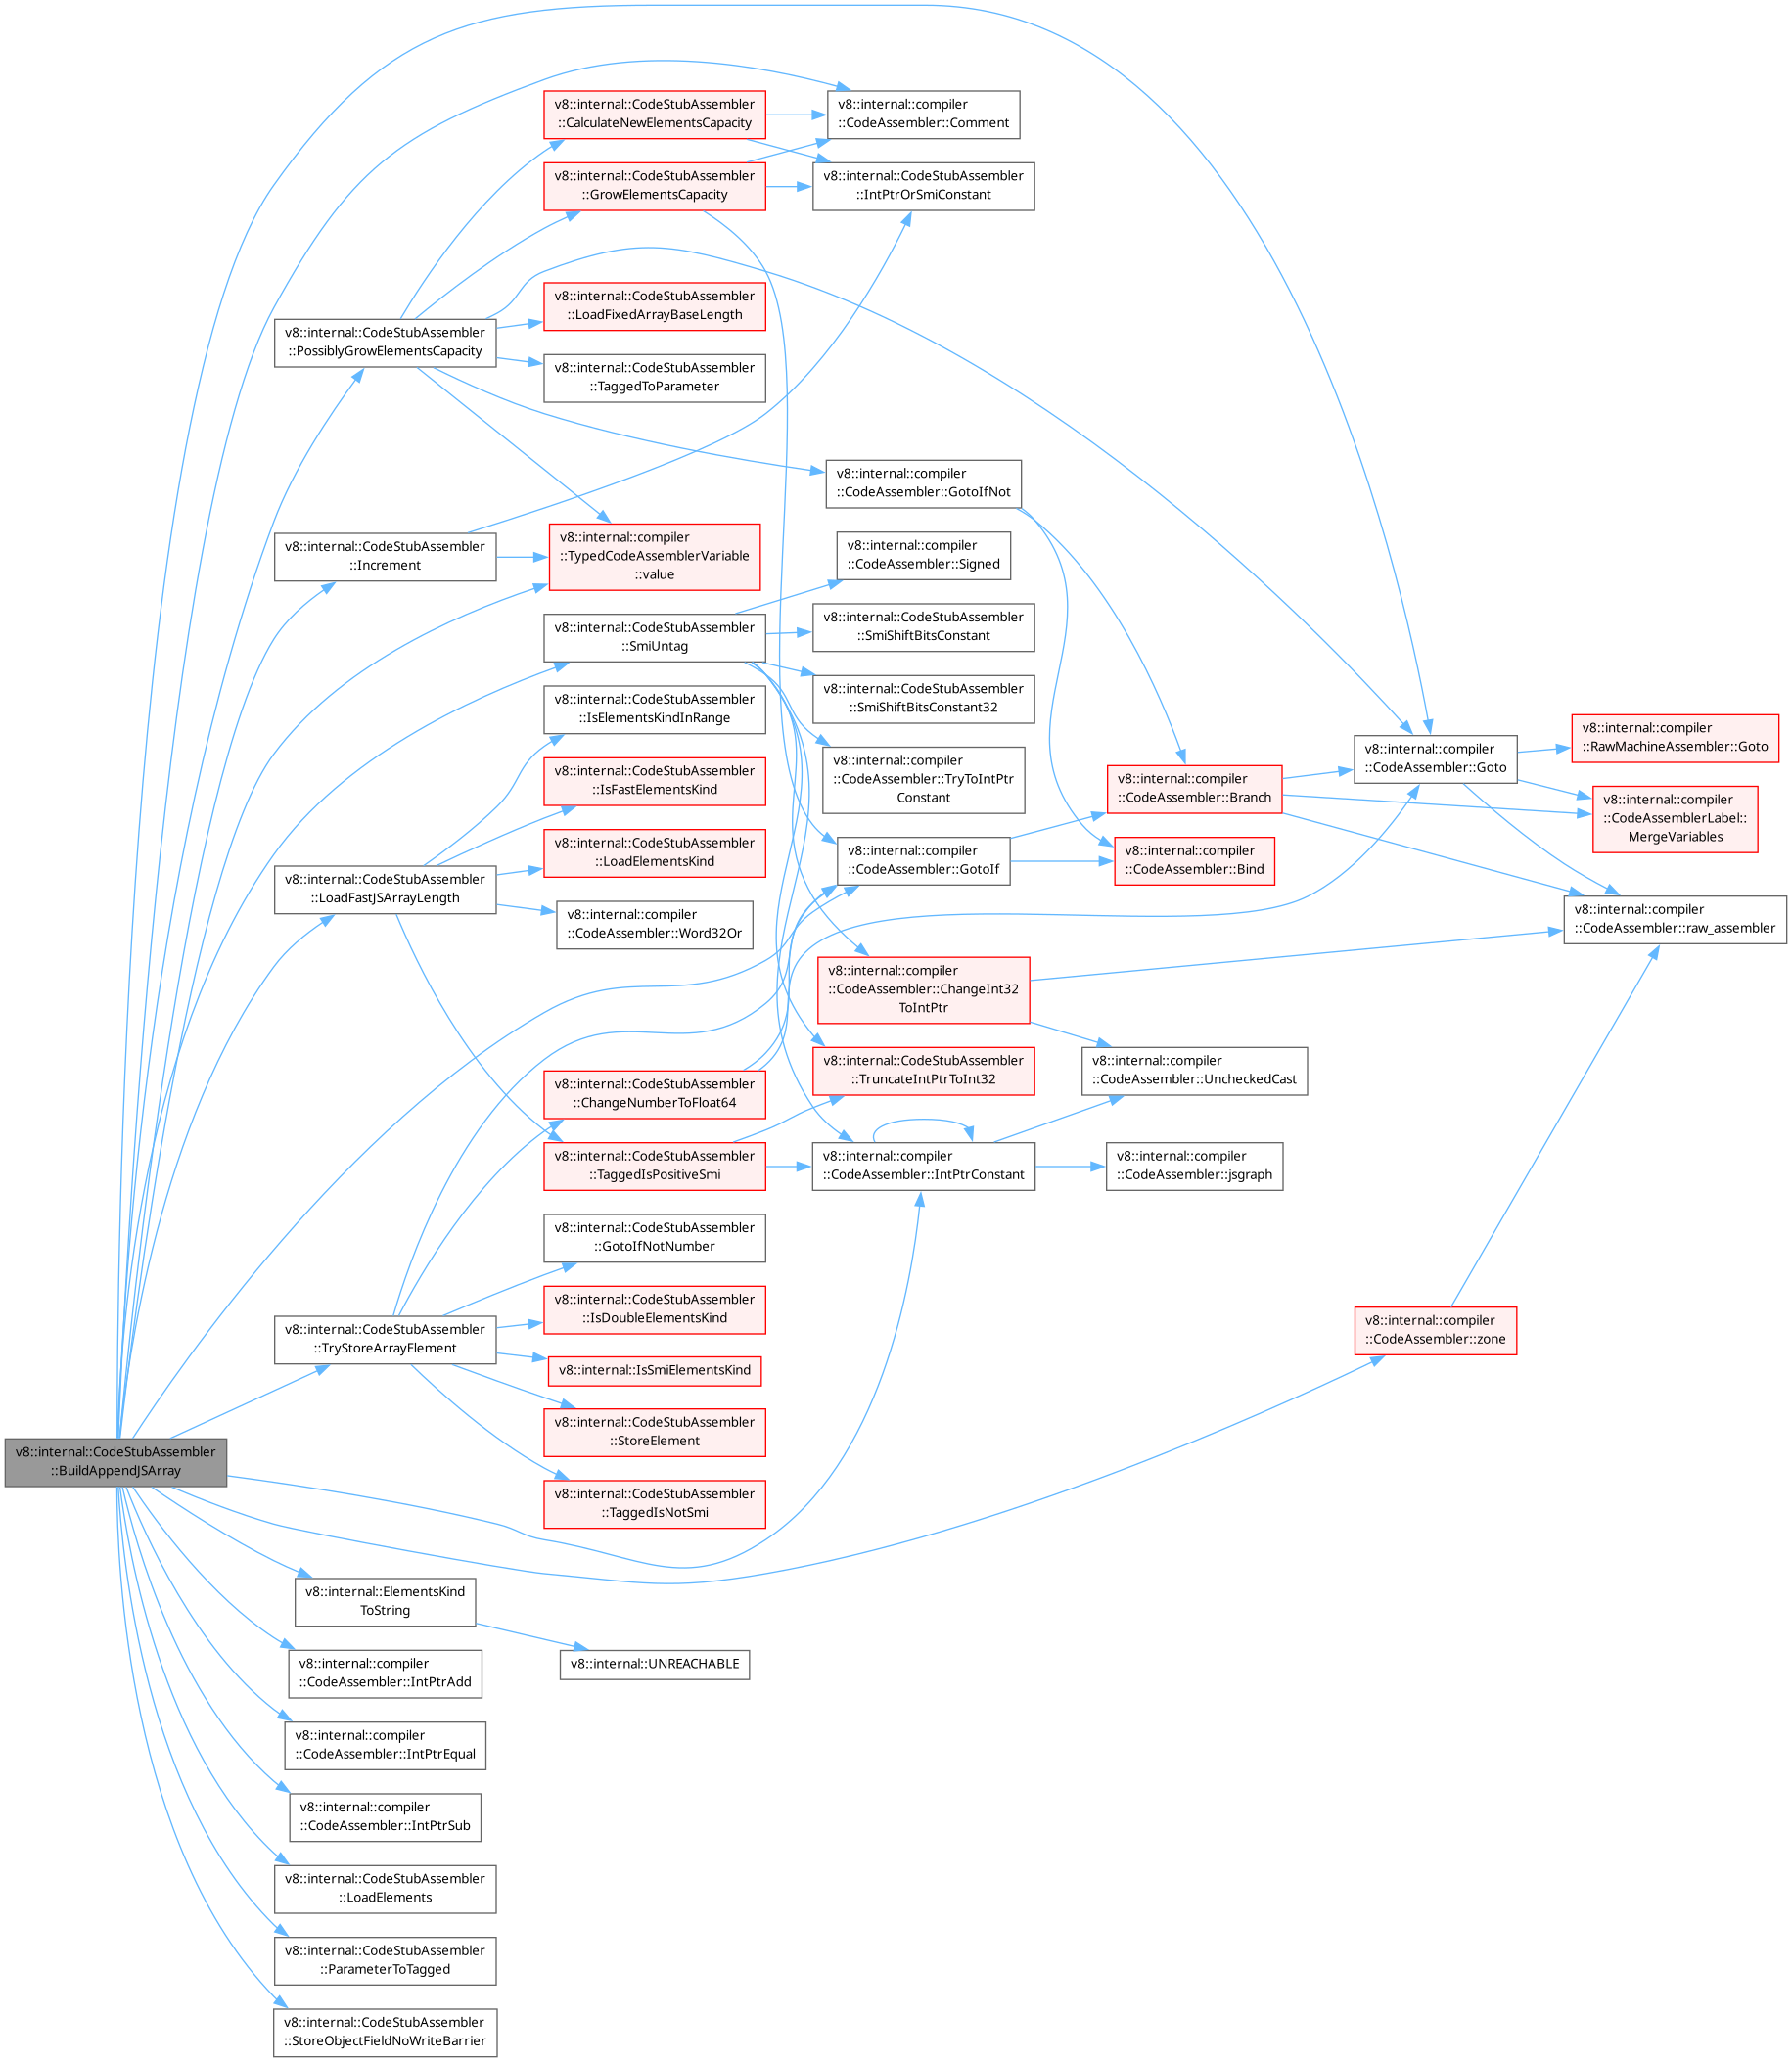 v8::internal::CodeStubAssembler
::CalculateNewElementsCapacity
v8::internal::compiler
::CodeAssembler::Comment
v8::internal::CodeStubAssembler
::GrowElementsCapacity
v8::internal::CodeStubAssembler
::IntPtrOrSmiConstant
v8::internal::CodeStubAssembler
::LoadFixedArrayBaseLength
v8::internal::CodeStubAssembler
::PossiblyGrowElementsCapacity
v8::internal::CodeStubAssembler
::TaggedToParameter
v8::internal::compiler
::CodeAssembler::GotoIfNot
v8::internal::CodeStubAssembler
::Increment
v8::internal::compiler
::TypedCodeAssemblerVariable
::value
v8::internal::compiler
::CodeAssembler::Signed
v8::internal::CodeStubAssembler
::SmiUntag
v8::internal::CodeStubAssembler
::SmiShiftBitsConstant
v8::internal::CodeStubAssembler
::IsElementsKindInRange
v8::internal::CodeStubAssembler
::SmiShiftBitsConstant32
v8::internal::compiler
::CodeAssembler::TryToIntPtr
Constant
v8::internal::compiler
::CodeAssembler::Goto
v8::internal::compiler
::RawMachineAssembler::Goto
v8::internal::CodeStubAssembler
::IsFastElementsKind
v8::internal::compiler
::CodeAssembler::Branch
v8::internal::compiler
::CodeAssemblerLabel::
MergeVariables
v8::internal::CodeStubAssembler
::LoadElementsKind
v8::internal::compiler
::CodeAssembler::GotoIf
v8::internal::compiler
::CodeAssembler::Bind
v8::internal::CodeStubAssembler
::LoadFastJSArrayLength
v8::internal::compiler
::CodeAssembler::Word32Or
v8::internal::compiler
::CodeAssembler::raw_assembler
v8::internal::compiler
::CodeAssembler::ChangeInt32
ToIntPtr
v8::internal::CodeStubAssembler
::TruncateIntPtrToInt32
v8::internal::compiler
::CodeAssembler::UncheckedCast
v8::internal::CodeStubAssembler
::ChangeNumberToFloat64
v8::internal::CodeStubAssembler
::TaggedIsPositiveSmi
v8::internal::compiler
::CodeAssembler::IntPtrConstant
v8::internal::compiler
::CodeAssembler::jsgraph
v8::internal::CodeStubAssembler
::GotoIfNotNumber
v8::internal::CodeStubAssembler
::IsDoubleElementsKind
v8::internal::CodeStubAssembler
::TryStoreArrayElement
v8::internal::compiler
::CodeAssembler::zone
v8::internal::IsSmiElementsKind
v8::internal::CodeStubAssembler
::StoreElement
v8::internal::CodeStubAssembler
::BuildAppendJSArray
v8::internal::CodeStubAssembler
::TaggedIsNotSmi
v8::internal::ElementsKind
ToString
v8::internal::UNREACHABLE
v8::internal::compiler
::CodeAssembler::IntPtrAdd
v8::internal::compiler
::CodeAssembler::IntPtrEqual
v8::internal::compiler
::CodeAssembler::IntPtrSub
v8::internal::CodeStubAssembler
::LoadElements
v8::internal::CodeStubAssembler
::ParameterToTagged
v8::internal::CodeStubAssembler
::StoreObjectFieldNoWriteBarrier